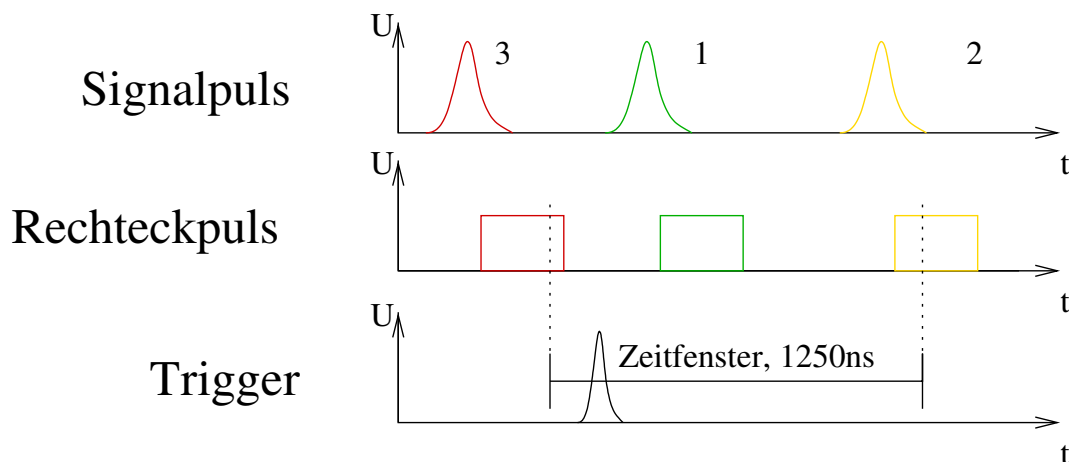 U
3
1
2
Signalpuls
t
U
Rechteckpuls
t
U
Zeitfenster, 1250ns
Trigger
t